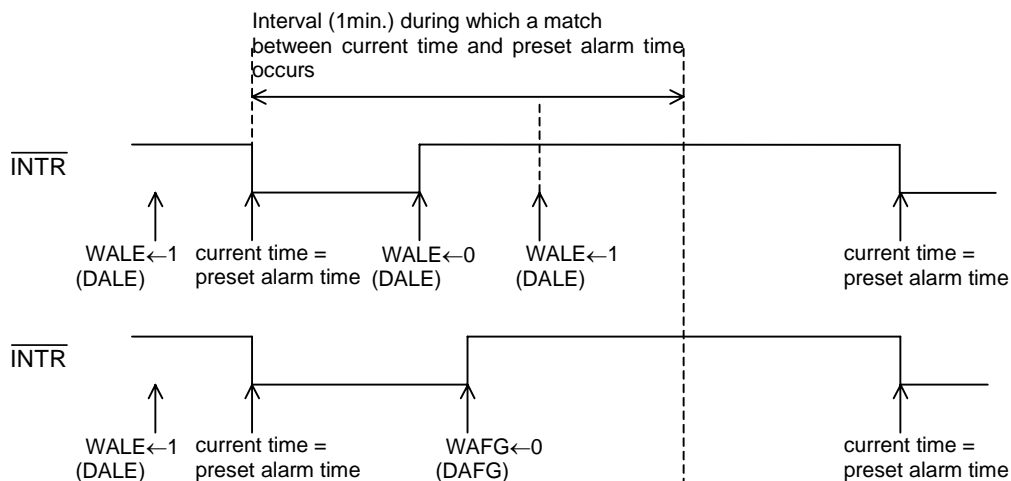 Interval (1min.) during which a match
between current time and preset alarm time
occurs
INTR
WALE←1
(DALE)
current time =
preset alarm time
WALE←0
(DALE)
WALE←1
(DALE)
current time =
preset alarm time
INTR
WALE←1
(DALE)
current time =
preset alarm time
WAFG←0
(DAFG)
current time =
preset alarm time